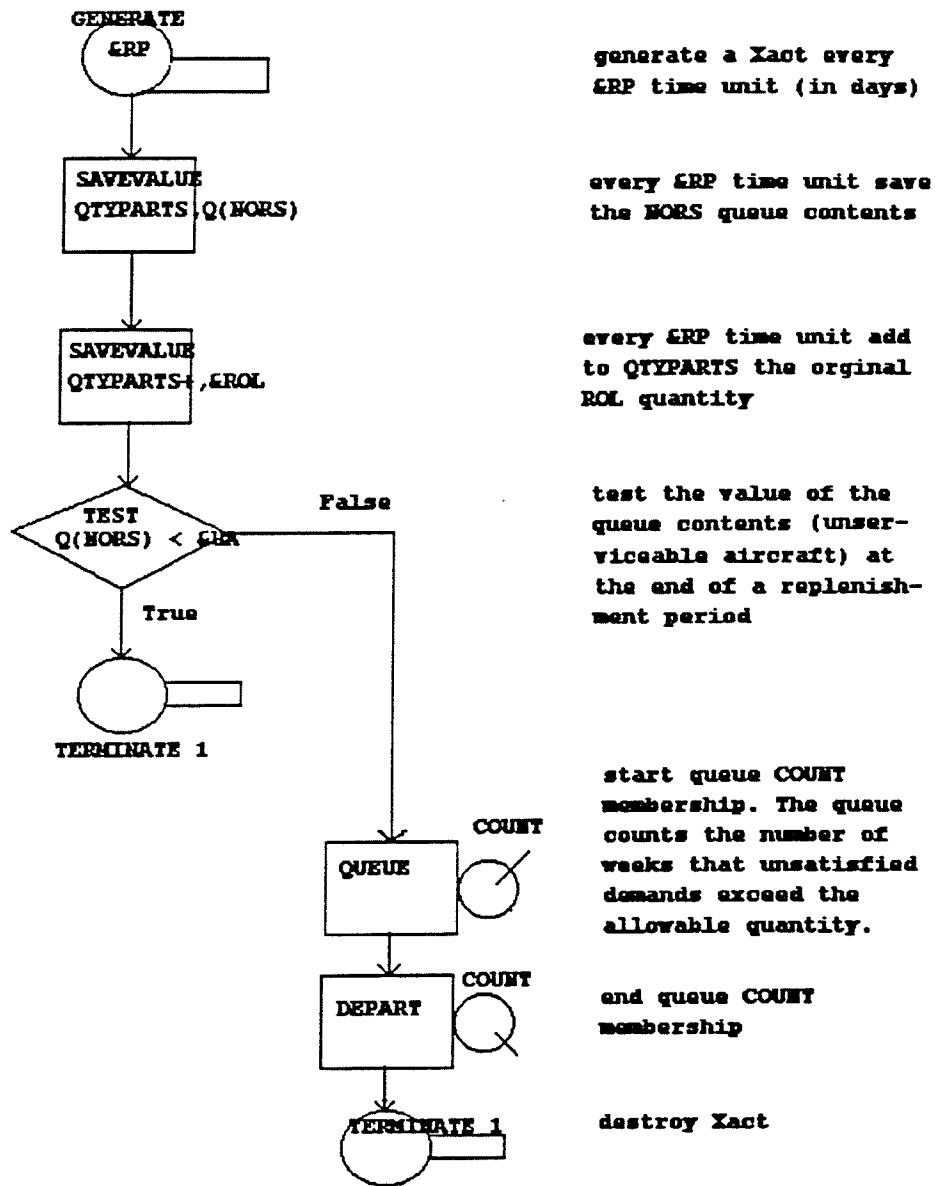 GENERATE
&RP
generate a Xact every
&RP time unit (in days)
SAVEVALUE
QTYPARTS,Q(NORS)
every &RP time unit save
the NORS queue contents
SAVEVALUE
QTYPARTS+,&ROL
every &RP time unit add
to QTYPARTS the orginal
ROL quantity
TEST
Q(NORS) <
False
True
test the value of the
queue contents (unser-
viceable aircraft) at
the end of a replenish-
ment period
TERMINATE 1
start queue COUNT
membership. The queue
counts the number of
weeks that unsatisfied
demands exceed the
allowable quantity.
COUNT
QUEUE
COUNT
DEPART
end queue COUNT
membership
TERMINATE 1
destroy Xact